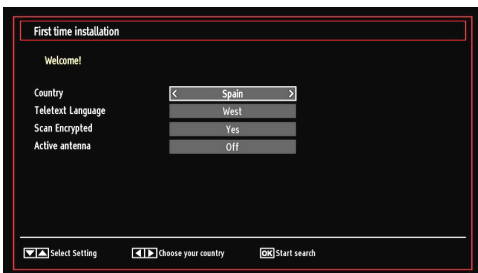 First time installation
Welcome!
Country < Spain >
Teletext Language West
Scan Encrypted Yes
Active antenna Off
Select Setting Choose your country OK Start search